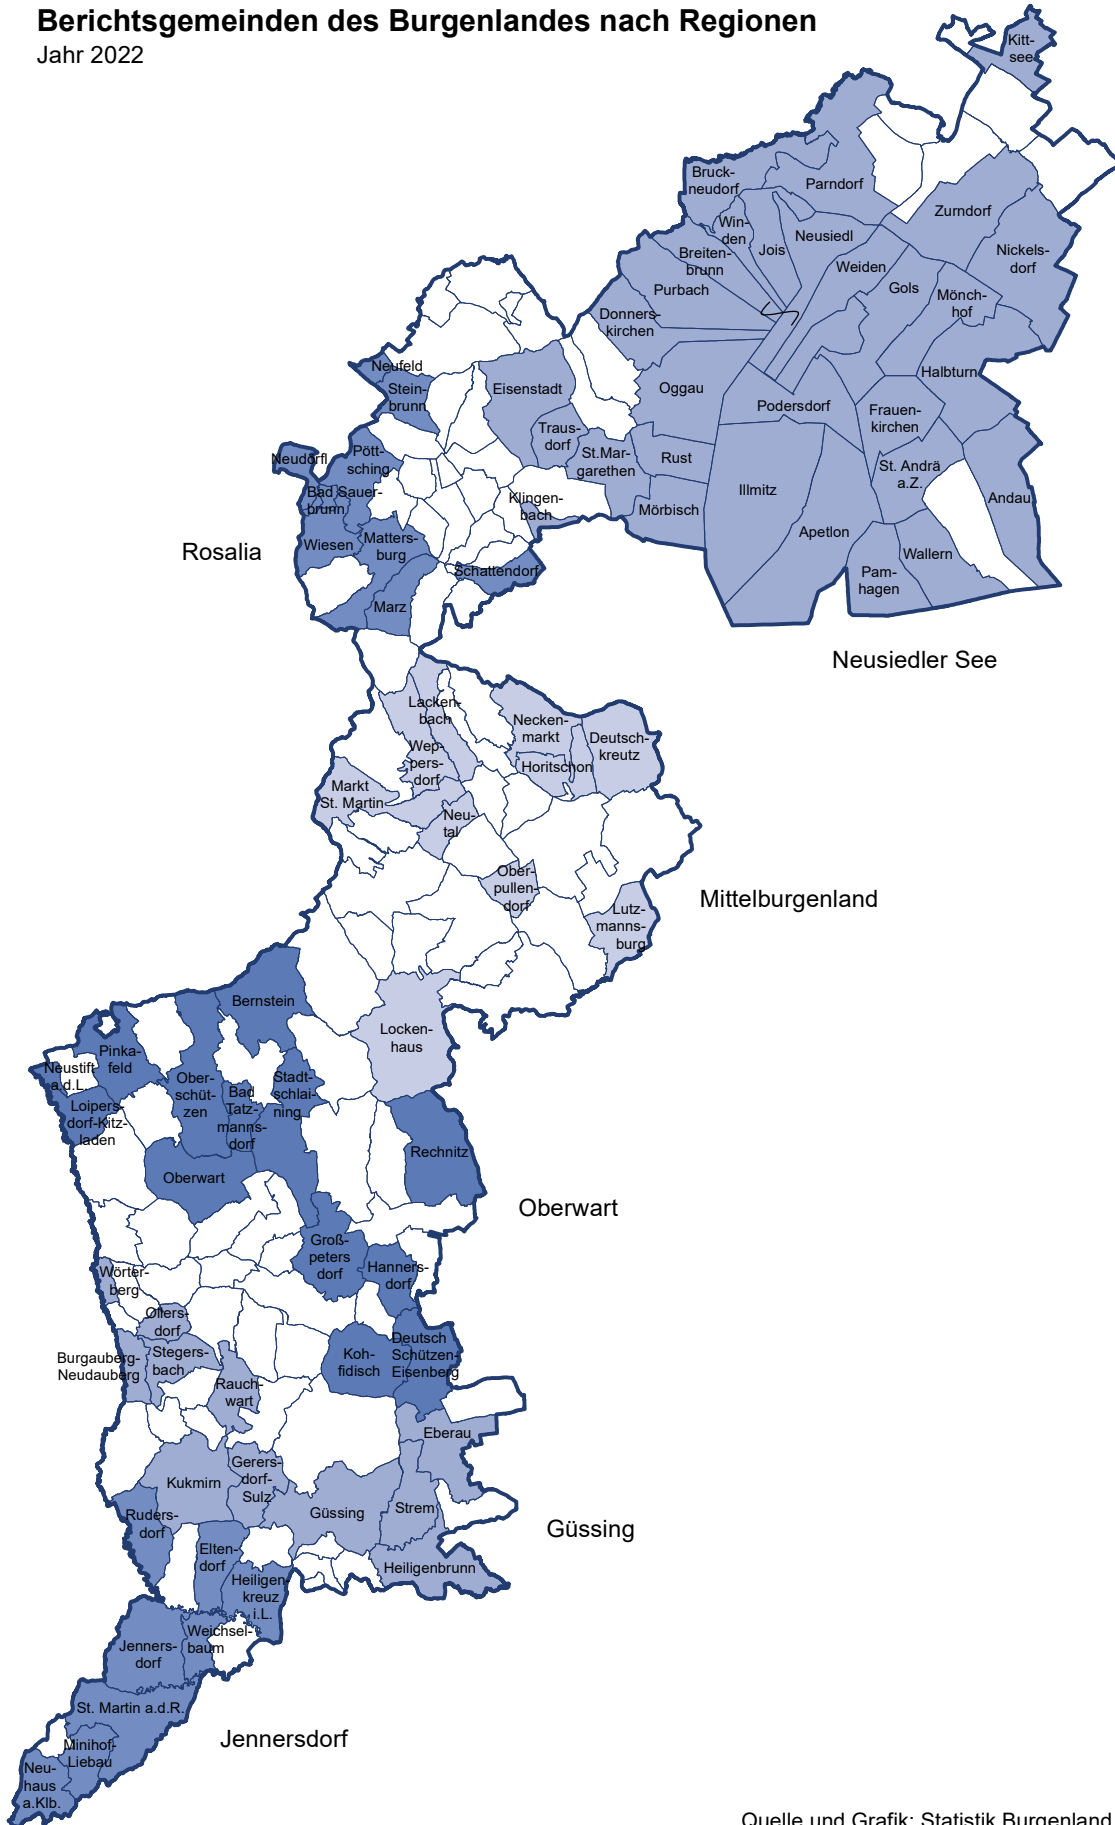 Berichtsgemeinden des Burgenlandes nach Regionen
Jahr 2022
Kitt-
see
Bruck-
neudorf
Parndorf
Zurndorf
Win-
den
Jois
Neusiedl
Nickels-
dorf
Breiten-
brunn
Weiden
Purbach
Gols
Mönch-
hof
Donners-
kirchen
Halbturn
Neufeld
Stein-
brunn
Eisenstadt
Oggau
Podersdorf
Frauen-
kirchen
Traus-
dorf
St.Mar-
garethen
Rust
St. Andrä
a.Z.
Neudörfl
Pött-
sching
Bad Sauer-
brunn
Klingen-
bach
Mörbisch
Illmitz
Andau
Apetlon
Rosalia
Wiesen
Matters-
burg
Schattendorf
Wallern
Pam-
hagen
Marz
Neusiedler See
Lacken-
bach
Necken-
markt
Deutsch-
kreutz
Wep-
pers-
dorf
Horitschon
Markt
St. Martin
Neu-
tal
Ober-
pullen-
dorf
Mittelburgenland
Lutz-
manns-
burg
Bernstein
Locken-
haus
Pinka-
feld
Neustift
a.d.L.
Ober-
schüt-
zen
Bad
Tatz-
manns-
dorf
Stadt-
schlai-
ning
Loipers-
dorf-Kitz-
laden
Rechnitz
Oberwart
Oberwart
Groß-
peters
dorf
Hanners-
dorf
Wörter-
berg
Ollers-
dorf
Burgauberg-
Neudauberg
Stegers-
bach
Koh-
fidisch
Deutsch
Schützen-
Eisenberg
Rauch-
wart
Eberau
Kukmirn
Gerers-
dorf-
Sulz
Güssing
Strem
Güssing
Ruders-
dorf
Elten-
dorf
Heiligenbrunn
Heiligen-
kreuz
i.L.
Weichsel-
baum
Jenners-
dorf
St. Martin a.d.R.
Jennersdorf
Minihof-
Liebau
Neu-
haus
a.Klb.
Quelle und Grafik: Statistik Burgenland